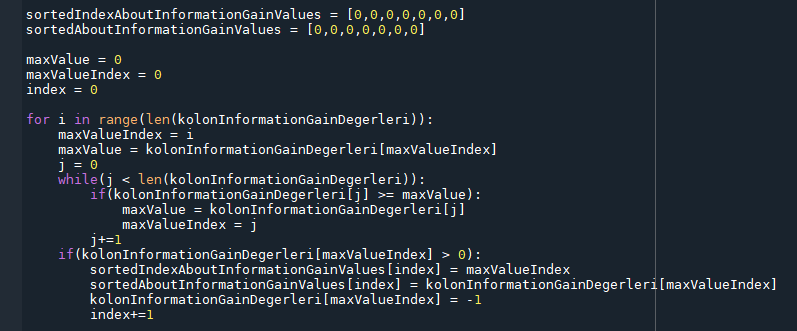 sortedIndexAboutInformationGainValues = [0,0,0,0,0,0,0]
sortedAboutInformationGainValues = [0,0,0,0,0,0,0]

maxValue = 0
maxValueIndex = 0
index = 0

for i in range(len(kolonInformationGainDegerleri)):
    maxValueIndex = i
    maxValue = kolonInformationGainDegerleri[maxValueIndex]
    j = 0
    while(j < len(kolonInformationGainDegerleri)):
        if(kolonInformationGainDegerleri[j] >= maxValue):
            maxValue = kolonInformationGainDegerleri[j]
            maxValueIndex = j
        j+=1
    if(kolonInformationGainDegerleri[maxValueIndex] > 0):
        sortedIndexAboutInformationGainValues[index] = maxValueIndex
        sortedAboutInformationGainValues[index] = kolonInformationGainDegerleri[maxValueIndex]
        kolonInformationGainDegerleri[maxValueIndex] = -1
        index+=1